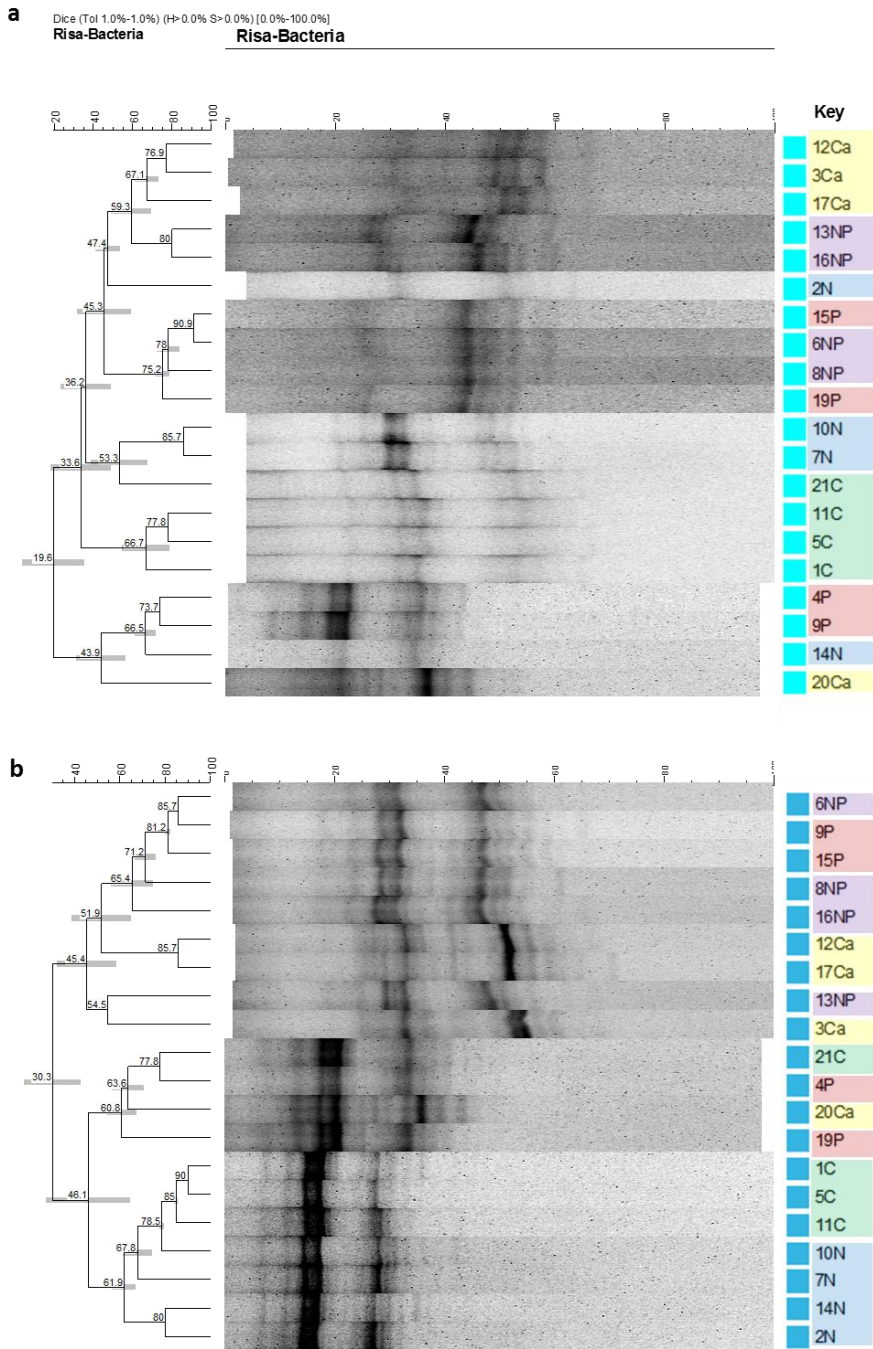 a
Dice (Tol 1.0%-1.0%) (H>0.0% S>0.0%) [0.0%-100.0%]
Risa-Bacteria Risa-Bacteria
20 40 60 80 100 0 20 40 60 80 100
Key
76.9 12Ca
67.1 3Ca
59.3 17Ca
80 13NP
47.4 16NP
45.3 2N
90.9 15P
78 6NP
75.2 8NP
36.2 19P
85.7 10N
33.6 53.3 7N
21C
77.8 11C
66.7 5C
19.6 1C
73.7 4P
66.5 9P
43.9 14N
20Ca
b
40 60 80 100 0 20 40 60 80 100
85.7 6NP
81.2 9P
71.2 15P
65.4 8NP
51.9 16NP
85.7 12Ca
45.4 17Ca
54.5 13NP
3Ca
77.8 21C
30.3 63.6 4P
60.8 20Ca
19P
90 1C
46.1 85 5C
78.5 11C
67.8 10N
61.9 7N
80 14N
2N